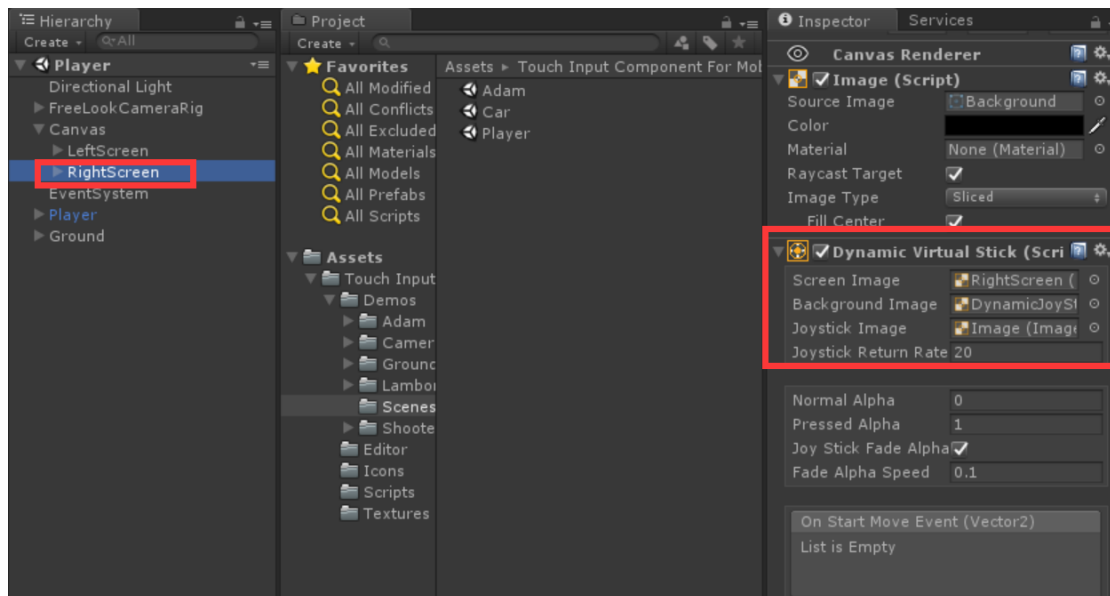 Hierarchy
Create
All
Player
Directional Light
FreeLookCameraRig
Canvas
LeftScreen
RightScreen
EventSystem
Player
Ground
Project
Create
Favorites
All Modified
All Conflicts
All Excluded
All Materials
All Models
All Prefabs
All Scripts
Assets
Touch Input
Demos
Adam
Camer
Ground
Lambor
Scenes
Shoote
Editor
Icons
Scripts
Textures
Assets ▸ Touch Input Component For Mob
Adam
Car
Player
Inspector
Services
Canvas Renderer
Image (Script)
Source Image Background
Color
Material None (Material)
Raycast Target
Image Type Sliced
Fill Center
Dynamic Virtual Stick (Scri
Screen Image RightScreen (
Background Image DynamicJoySt
Joystick Image Image (Image
Joystick Return Rate 20
Normal Alpha 0
Pressed Alpha 1
Joy Stick Fade Alpha
Fade Alpha Speed 0.1
On Start Move Event (Vector2)
List is Empty